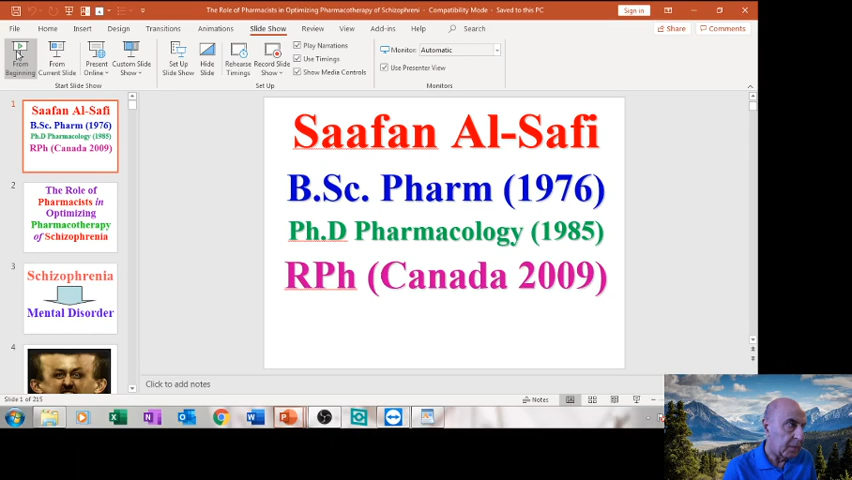 The Role of Pharmacists in Optimizing Pharmacotherapy of Schizophreni - Compatibility Mode - Saved to this PC
Sign in
File Home Insert Design Transitions Animations Slide Show Review View Add-ins Help Search Share Comments
From Beginning
From Current Slide
Present Online
Custom Slide Show
Start Slide Show
Set Up Slide Show
Hide Slide
Rehearse Timings
Record Slide Show
Play Narrations
Use Timings
Show Media Controls
Set Up
Monitor: Automatic
Use Presenter View
Monitors
1
Saafan Al-Safi
B.Sc. Pharm (1976)
Ph.D Pharmacology (1985)
RPh (Canada 2009)
2
The Role of
Pharmacists in
Optimizing
Pharmacotherapy
of Schizophrenia
3
Schizophrenia
Mental Disorder
4
Saafan Al-Safi
B.Sc. Pharm (1976)
Ph.D Pharmacology (1985)
RPh (Canada 2009)
Click to add notes
Slide 1 of 215
Notes